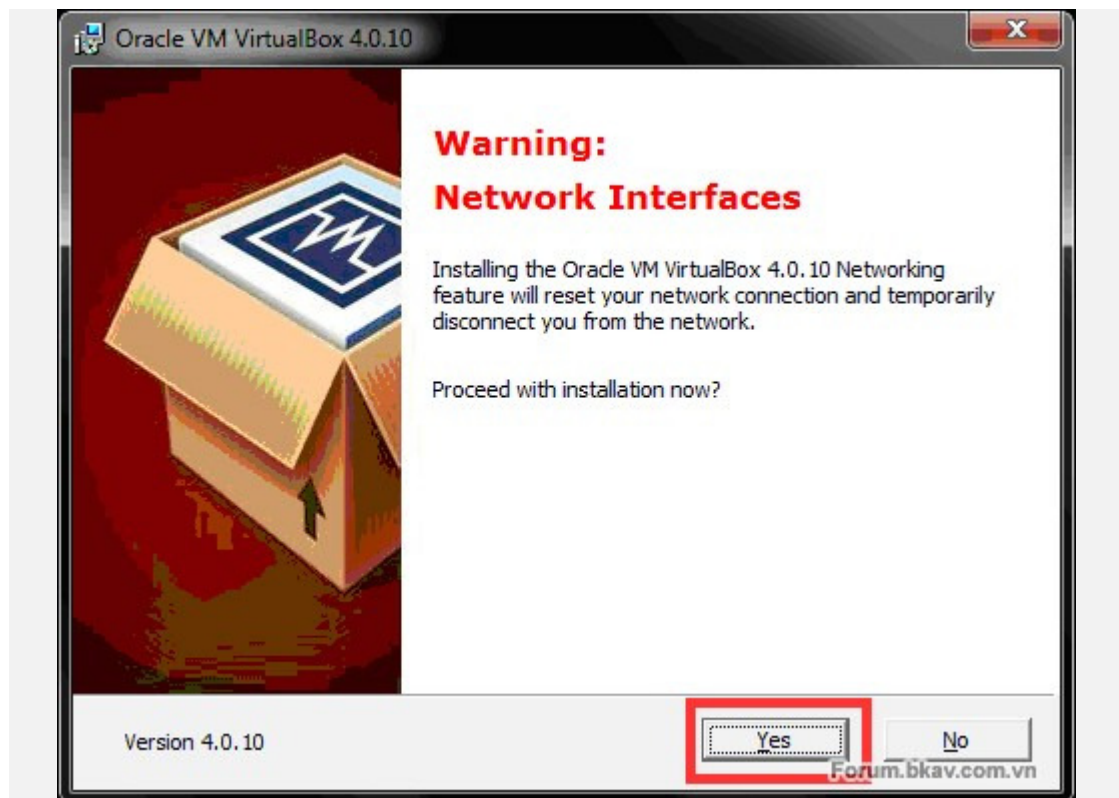 Oracle VM VirtualBox 4.0.10
Warning:
Network Interfaces
Installing the Oracle VM VirtualBox 4.0.10 Networking
feature will reset your network connection and temporarily
disconnect you from the network.
Proceed with installation now?
Version 4.0.10
Yes
No
Forum.bkav.com.vn